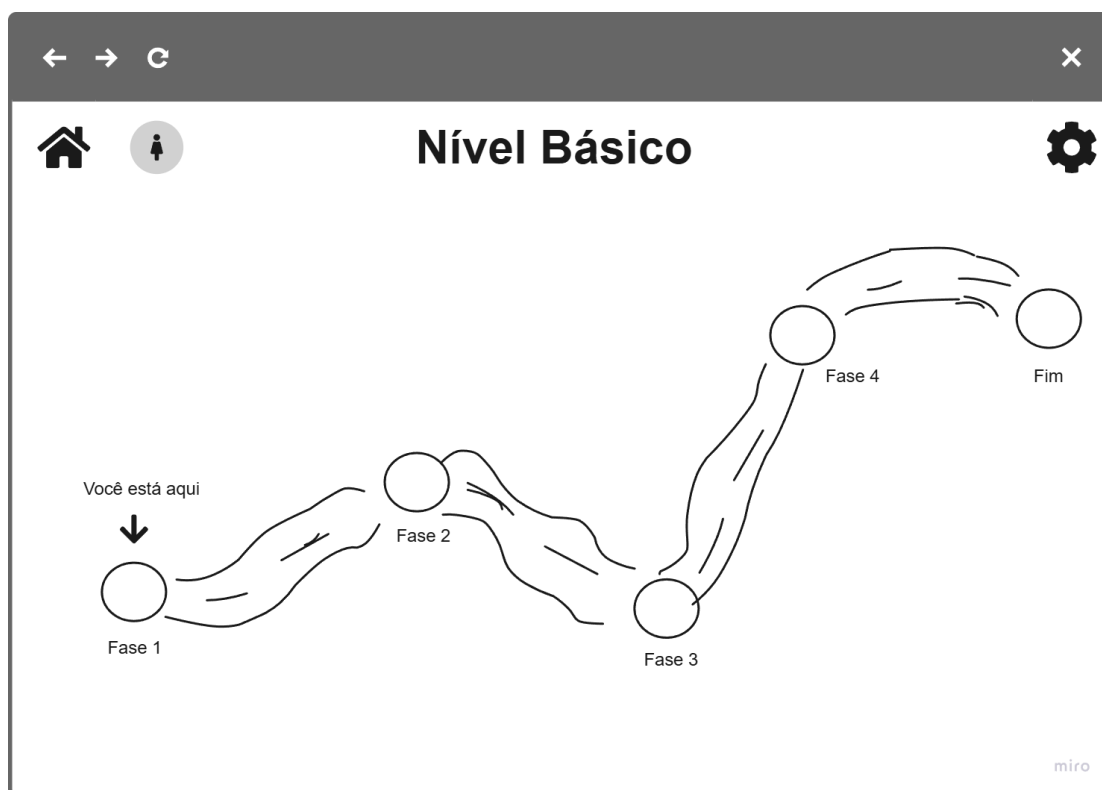 Nível Básico
Fase 4
Fim
Você está aqui
Fase 2
Fase 1
Fase 3
miro